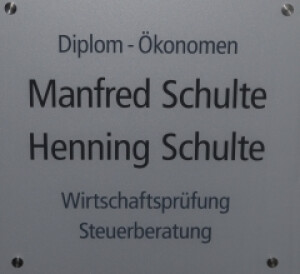 Diplom - Ökonomen
Manfred Schulte
Henning Schulte
Wirtschaftsprüfung
Steuerberatung